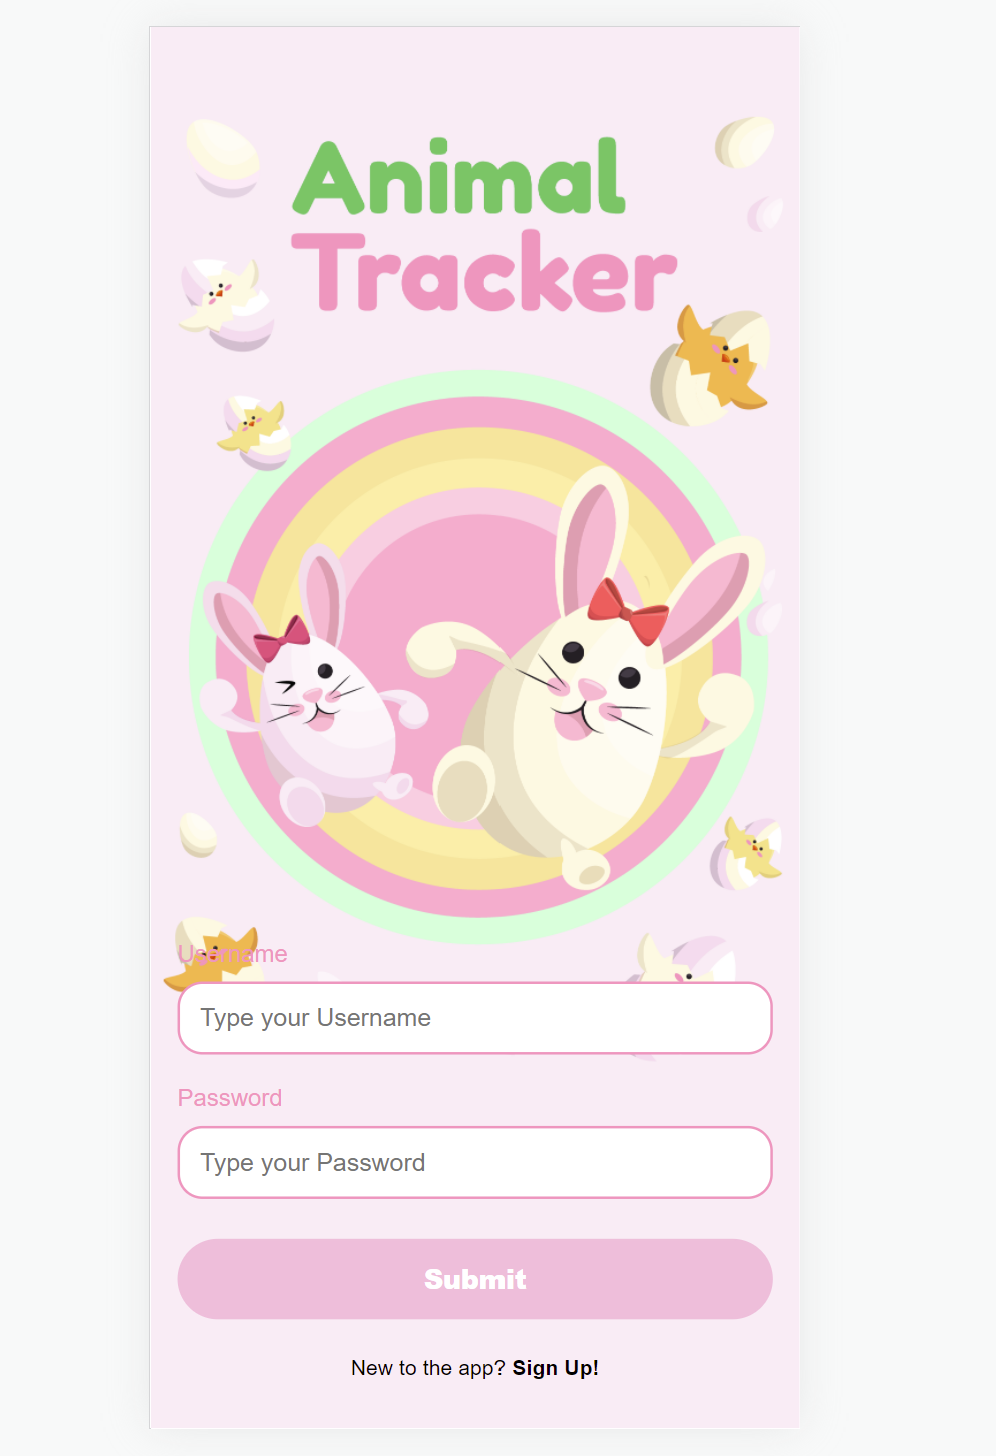 Animal
Tracker
Username
Type your Username
Password
Type your Password
Submit
New to the app? Sign Up!